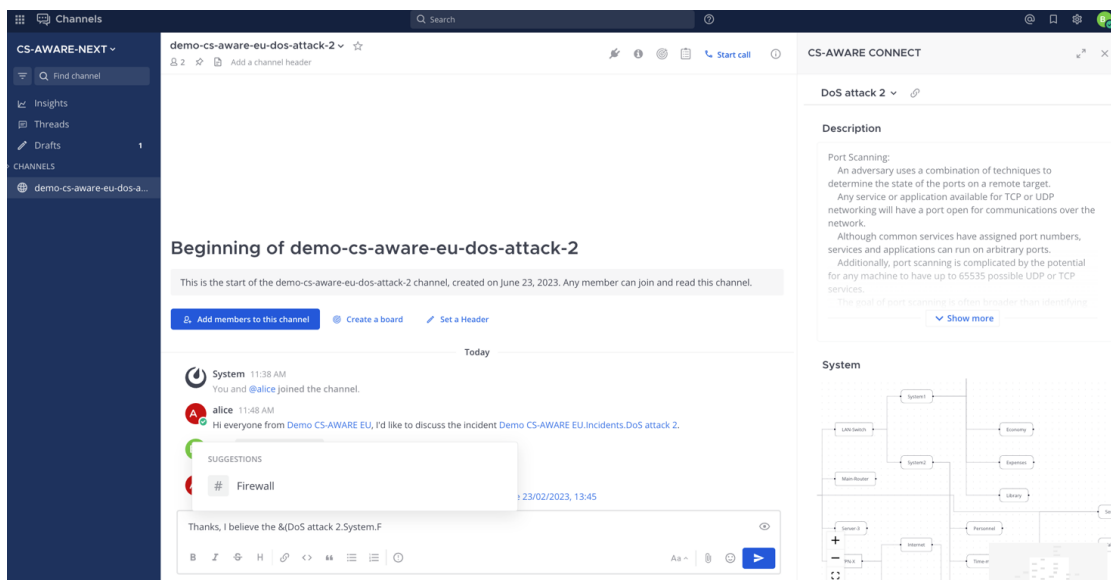 Channels
Search
CS-AWARE-NEXT
Find channel
Insights
Threads
Drafts 1
CHANNELS
demo-cs-aware-eu-dos-a...
demo-cs-aware-eu-dos-attack-2
2 Add a channel header
Start call
Beginning of demo-cs-aware-eu-dos-attack-2
This is the start of the demo-cs-aware-eu-dos-attack-2 channel, created on June 23, 2023. Any member can join and read this channel.
Add members to this channel Create a board Set a Header
Today
System 11:38 AM
You and @alice joined the channel.
A alice 11:48 AM
Hi everyone from Demo CS-AWARE EU, I'd like to discuss the incident Demo CS-AWARE EU.Incidents.DoS attack 2.
SUGGESTIONS
# Firewall
23/02/2023, 13:45
Thanks, I believe the &(DoS attack 2.System.F
B I S H Aa
CS-AWARE CONNECT
DoS attack 2
Description
Port Scanning:
An adversary uses a combination of techniques to
determine the state of the ports on a remote target.
Any service or application available for TCP or UDP
networking will have a port open for communications over the
network.
Although common services have assigned port numbers,
services and applications can run on arbitrary ports.
Additionally, port scanning is complicated by the potential
for any machine to have up to 65535 possible UDP or TCP
services.
The goal of port scanning is often broader than identifying
Show more
System
System1
LAN-Switch
Economy
System2
Expenses
Main-Router
Library
Server-3
Personnel
Internet